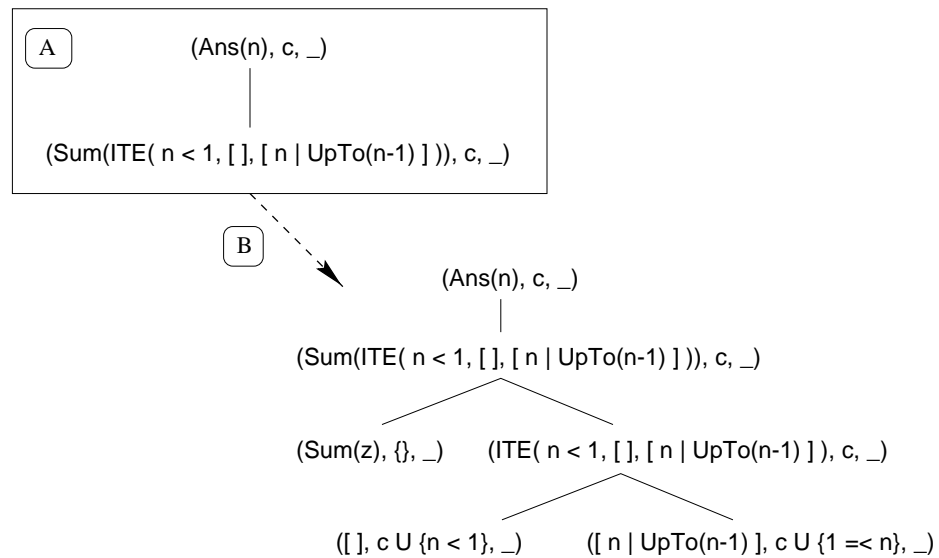 A
(Ans(n), c, _)
(Sum(ITE( n < 1, [ ], [ n | UpTo(n-1) ] )), c, _)
B
(Ans(n), c, _)
(Sum(ITE( n < 1, [ ], [ n | UpTo(n-1) ] )), c, _)
(Sum(z), {}, _) (ITE( n < 1, [ ], [ n | UpTo(n-1) ] ), c, _)
([ ], c U {n < 1}, _) ([ n | UpTo(n-1) ], c U {1 =< n}, _)